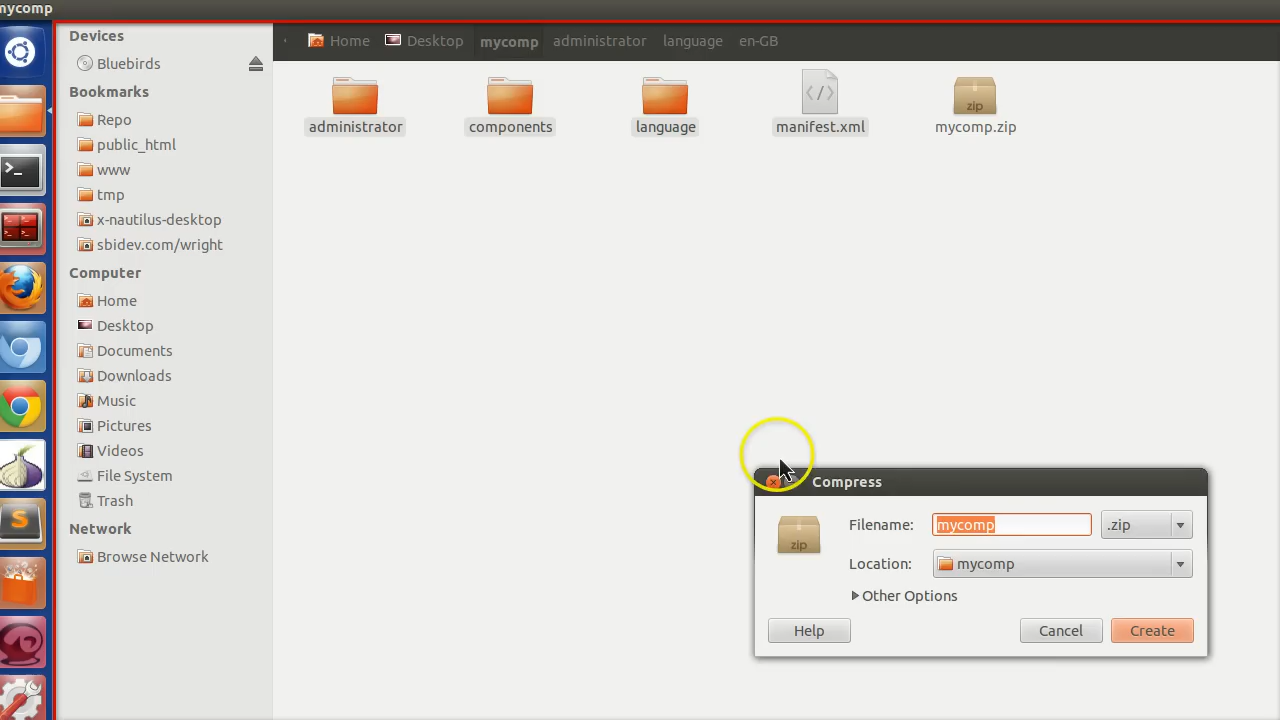 mycomp
Devices
Bluebirds
Bookmarks
Repo
public_html
www
tmp
x-nautilus-desktop
sbidev.com/wright
Computer
Home
Desktop
Documents
Downloads
Music
Pictures
Videos
File System
Trash
Network
Browse Network
Home Desktop mycomp administrator language en-GB
administrator components language manifest.xml mycomp.zip
zip
Compress
zip
Filename: mycomp .zip
Location: mycomp
Other Options
Help Cancel Create